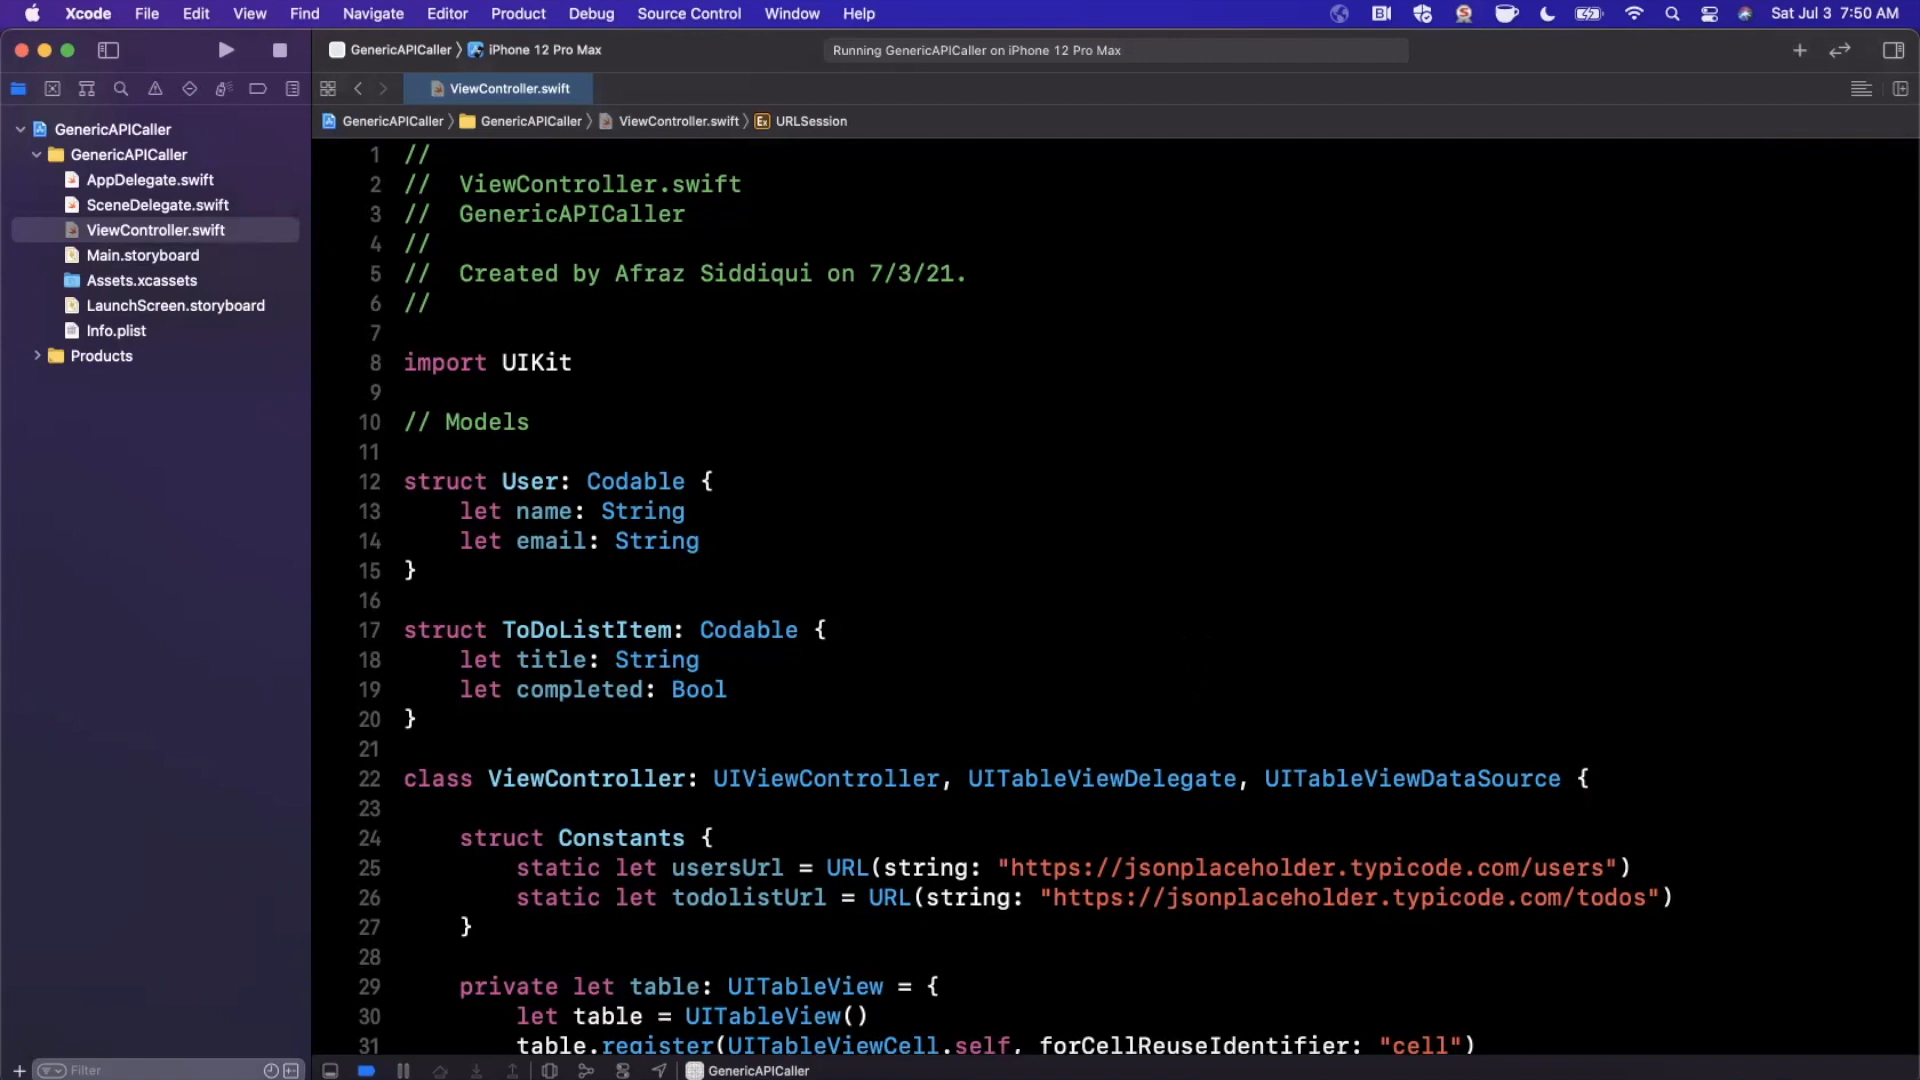 Xcode File Edit View Find Navigate Editor Product Debug Source Control Window Help Sat Jul 3 7:50 AM
GenericAPICaller 〉 iPhone 12 Pro Max
Running GenericAPICaller on iPhone 12 Pro Max
ViewController.swift
GenericAPICaller 〉 GenericAPICaller 〉 ViewController.swift 〉 Ex URLSession
GenericAPICaller
GenericAPICaller
AppDelegate.swift
SceneDelegate.swift
ViewController.swift
Main.storyboard
Assets.xcassets
LaunchScreen.storyboard
Info.plist
Products
1 //
2 //  ViewController.swift
3 //  GenericAPICaller
4 //
5 //  Created by Afraz Siddiqui on 7/3/21.
6 //
7
8 import UIKit
9
10 // Models
11
12 struct User: Codable {
13     let name: String
14     let email: String
15 }
16
17 struct ToDoListItem: Codable {
18     let title: String
19     let completed: Bool
20 }
21
22 class ViewController: UIViewController, UITableViewDelegate, UITableViewDataSource {
23
24     struct Constants {
25         static let usersUrl = URL(string: "https://jsonplaceholder.typicode.com/users")
26         static let todolistUrl = URL(string: "https://jsonplaceholder.typicode.com/todos")
27     }
28
29     private let table: UITableView = {
30         let table = UITableView()
31         table.register(UITableViewCell.self, forCellReuseIdentifier: "cell")
Filter
GenericAPICaller